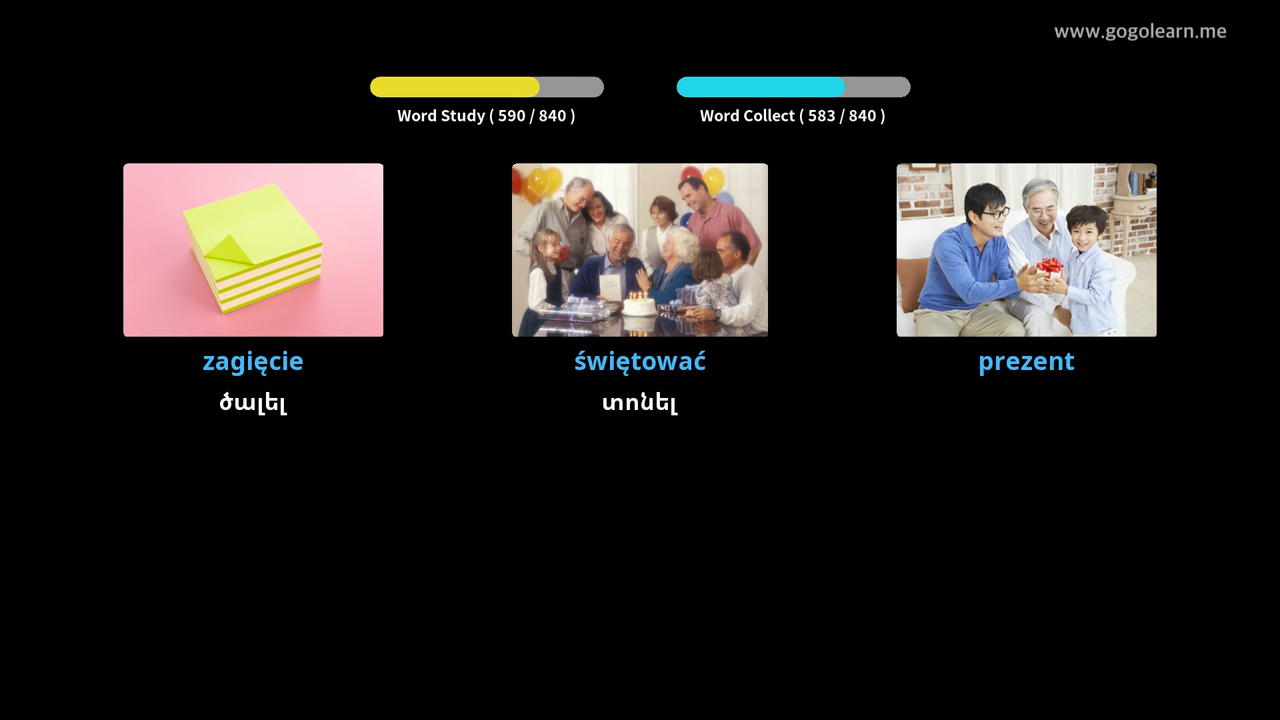 www.gogolearn.me
Word Study ( 590 / 840 )
Word Collect ( 583 / 840 )
zagięcie
świętować
prezent
ծալել
տոնել